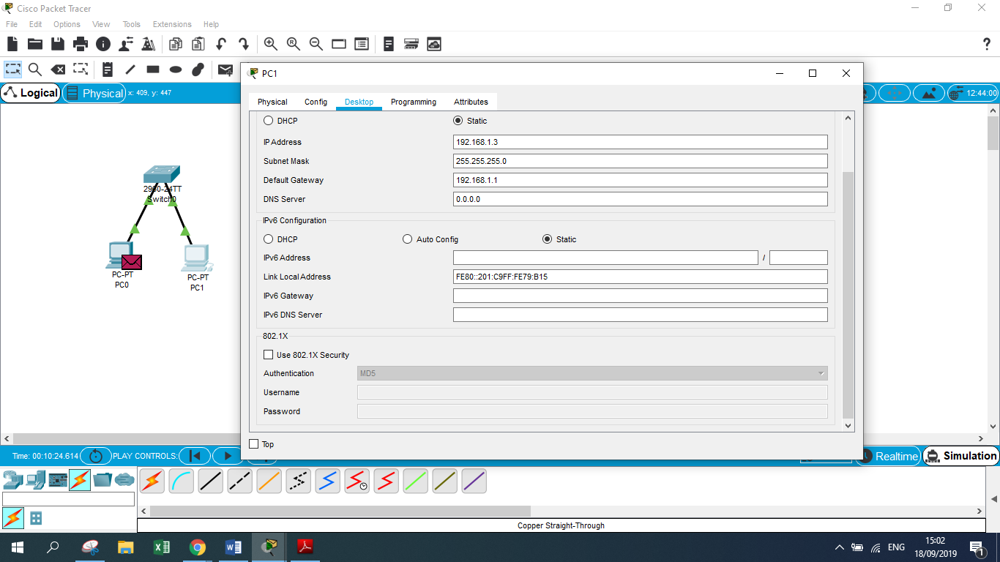 Cisco Packet Tracer
File Edit Options View Tools Extensions Help
?
Logical Physical x: 409, y: 447 12:44:00
PC1
Physical Config Desktop Programming Attributes
DHCP Static
IP Address 192.168.1.3
Subnet Mask 255.255.255.0
Default Gateway 192.168.1.1
DNS Server 0.0.0.0
IPv6 Configuration
DHCP Auto Config Static
IPv6 Address /
Link Local Address FE80::201:C9FF:FE79:B15
IPv6 Gateway
IPv6 DNS Server
802.1X
Use 802.1X Security
Authentication MD5
Username
Password
Top
2960-24TT
Switch0
PC-PT
PC0
PC-PT
PC1
Time: 00:10:24.614 PLAY CONTROLS: Realtime Simulation
Copper Straight-Through
ENG 15:02
18/09/2019
1